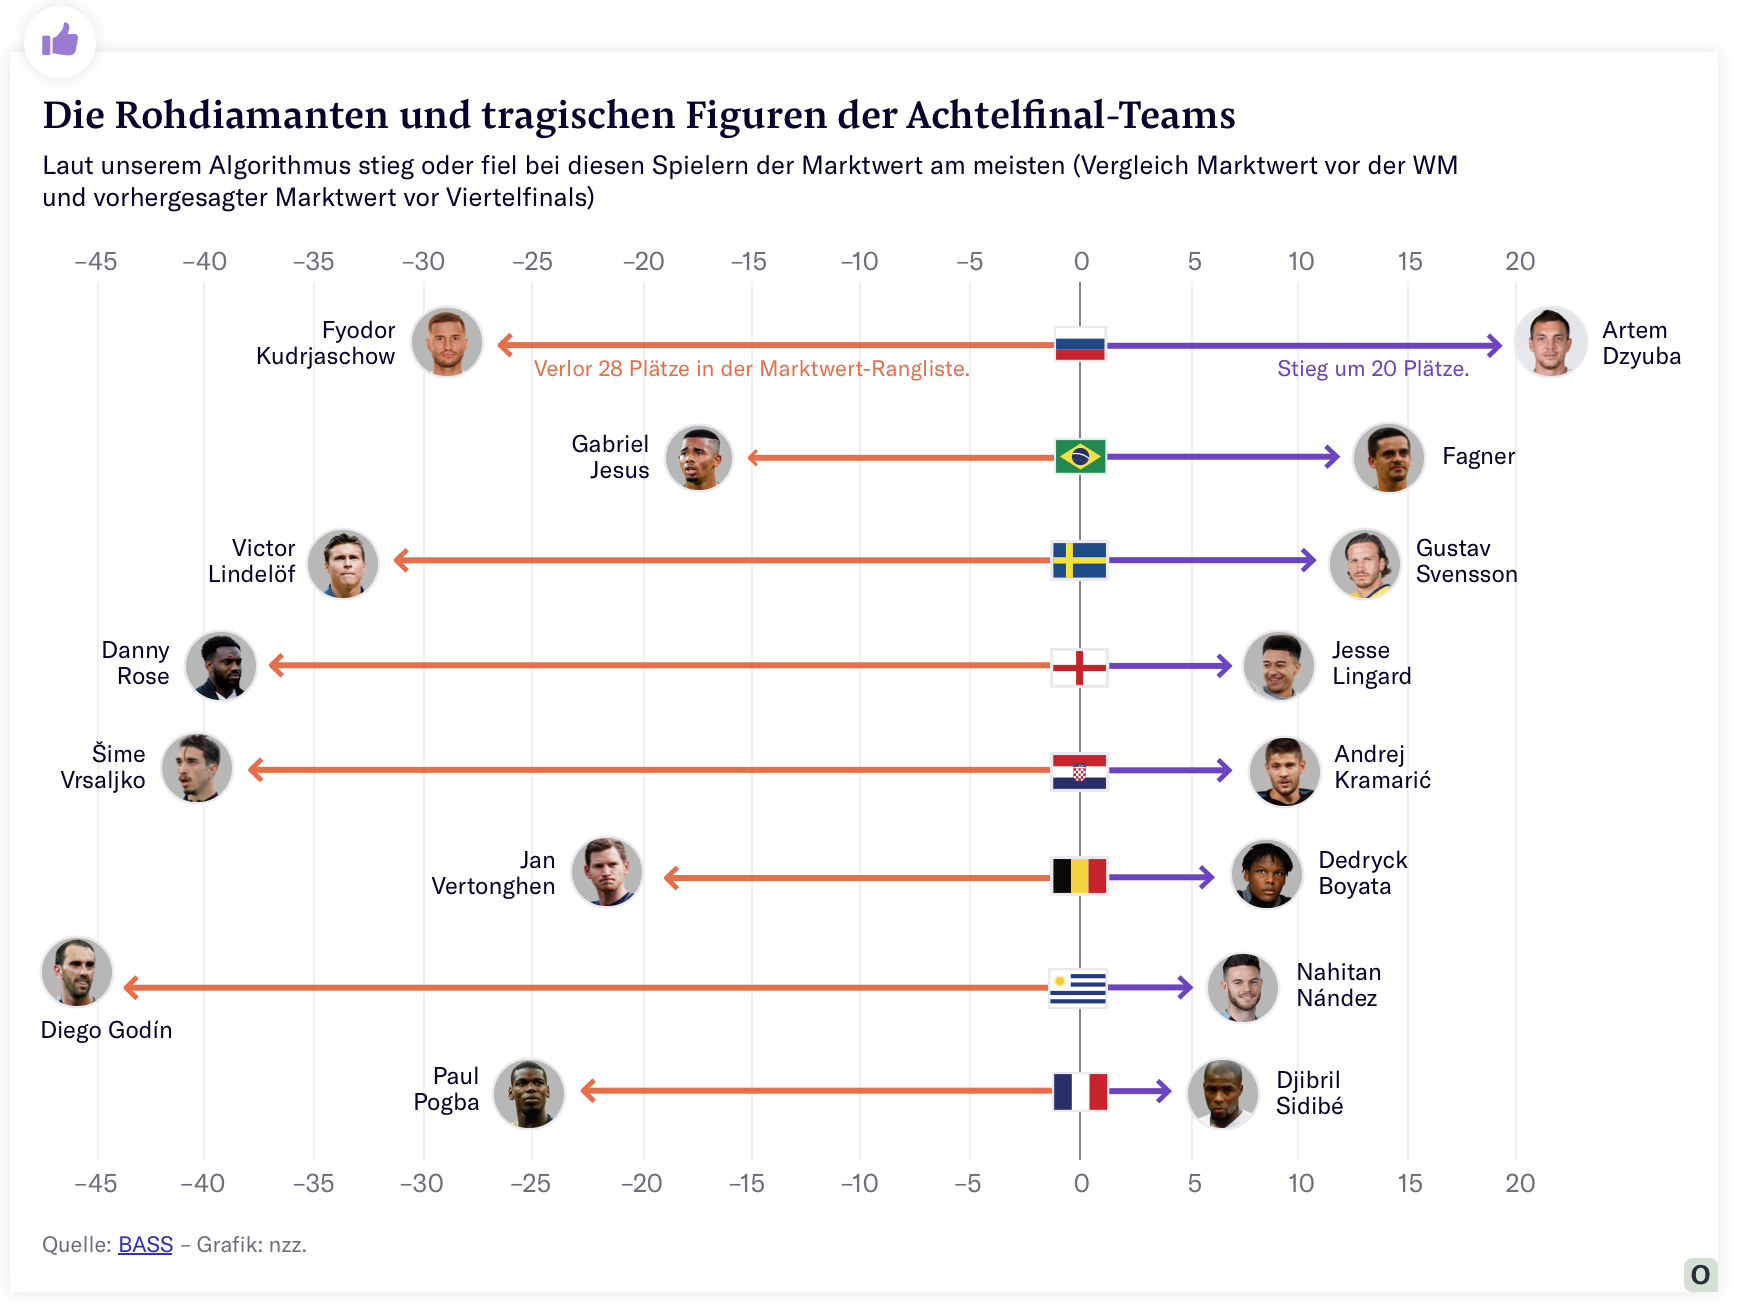 Die Rohdiamanten und tragischen Figuren der Achtelfinal-Teams
Laut unserem Algorithmus stieg oder fiel bei diesen Spielern der Marktwert am meisten (Vergleich Marktwert vor der WM
und vorhergesagter Marktwert vor Viertelfinals)
–45 –40 –35 –30 –25 –20 –15 –10 –5 0 5 10 15 20
Fyodor
Kudrjaschow
Verlor 28 Plätze in der Marktwert-Rangliste.
Stieg um 20 Plätze.
Artem
Dzyuba
Gabriel
Jesus
Fagner
Victor
Lindelöf
Gustav
Svensson
Danny
Rose
Jesse
Lingard
Šime
Vrsaljko
Andrej
Kramarić
Jan
Vertonghen
Dedryck
Boyata
Diego Godín
Nahitan
Nández
Paul
Pogba
Djibril
Sidibé
–45 –40 –35 –30 –25 –20 –15 –10 –5 0 5 10 15 20
Quelle: BASS – Grafik: nzz.
O